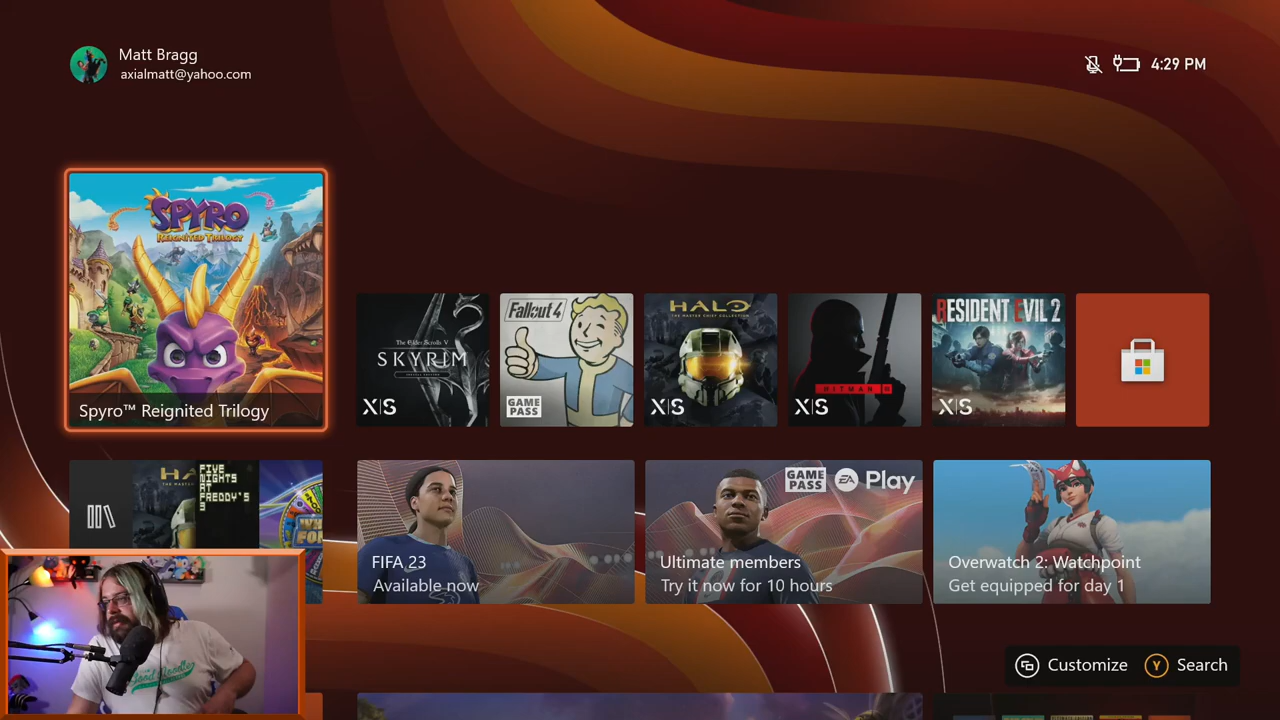 Matt Bragg
axialmatt@yahoo.com
4:29 PM
SPYRO
REIGNITED TRILOGY
Spyro™ Reignited Trilogy
The Elder Scrolls V
SKYRIM
X|S
Fallout 4
GAME
PASS
HALO
THE MASTER CHIEF COLLECTION
X|S
HITMAN
X|S
RESIDENT EVIL 2
X|S
FIVE
NIGHTS
AT
FREDDY'S
FIFA 23
Available now
GAME
PASS
EA Play
Ultimate members
Try it now for 10 hours
Overwatch 2: Watchpoint
Get equipped for day 1
Customize
Y Search